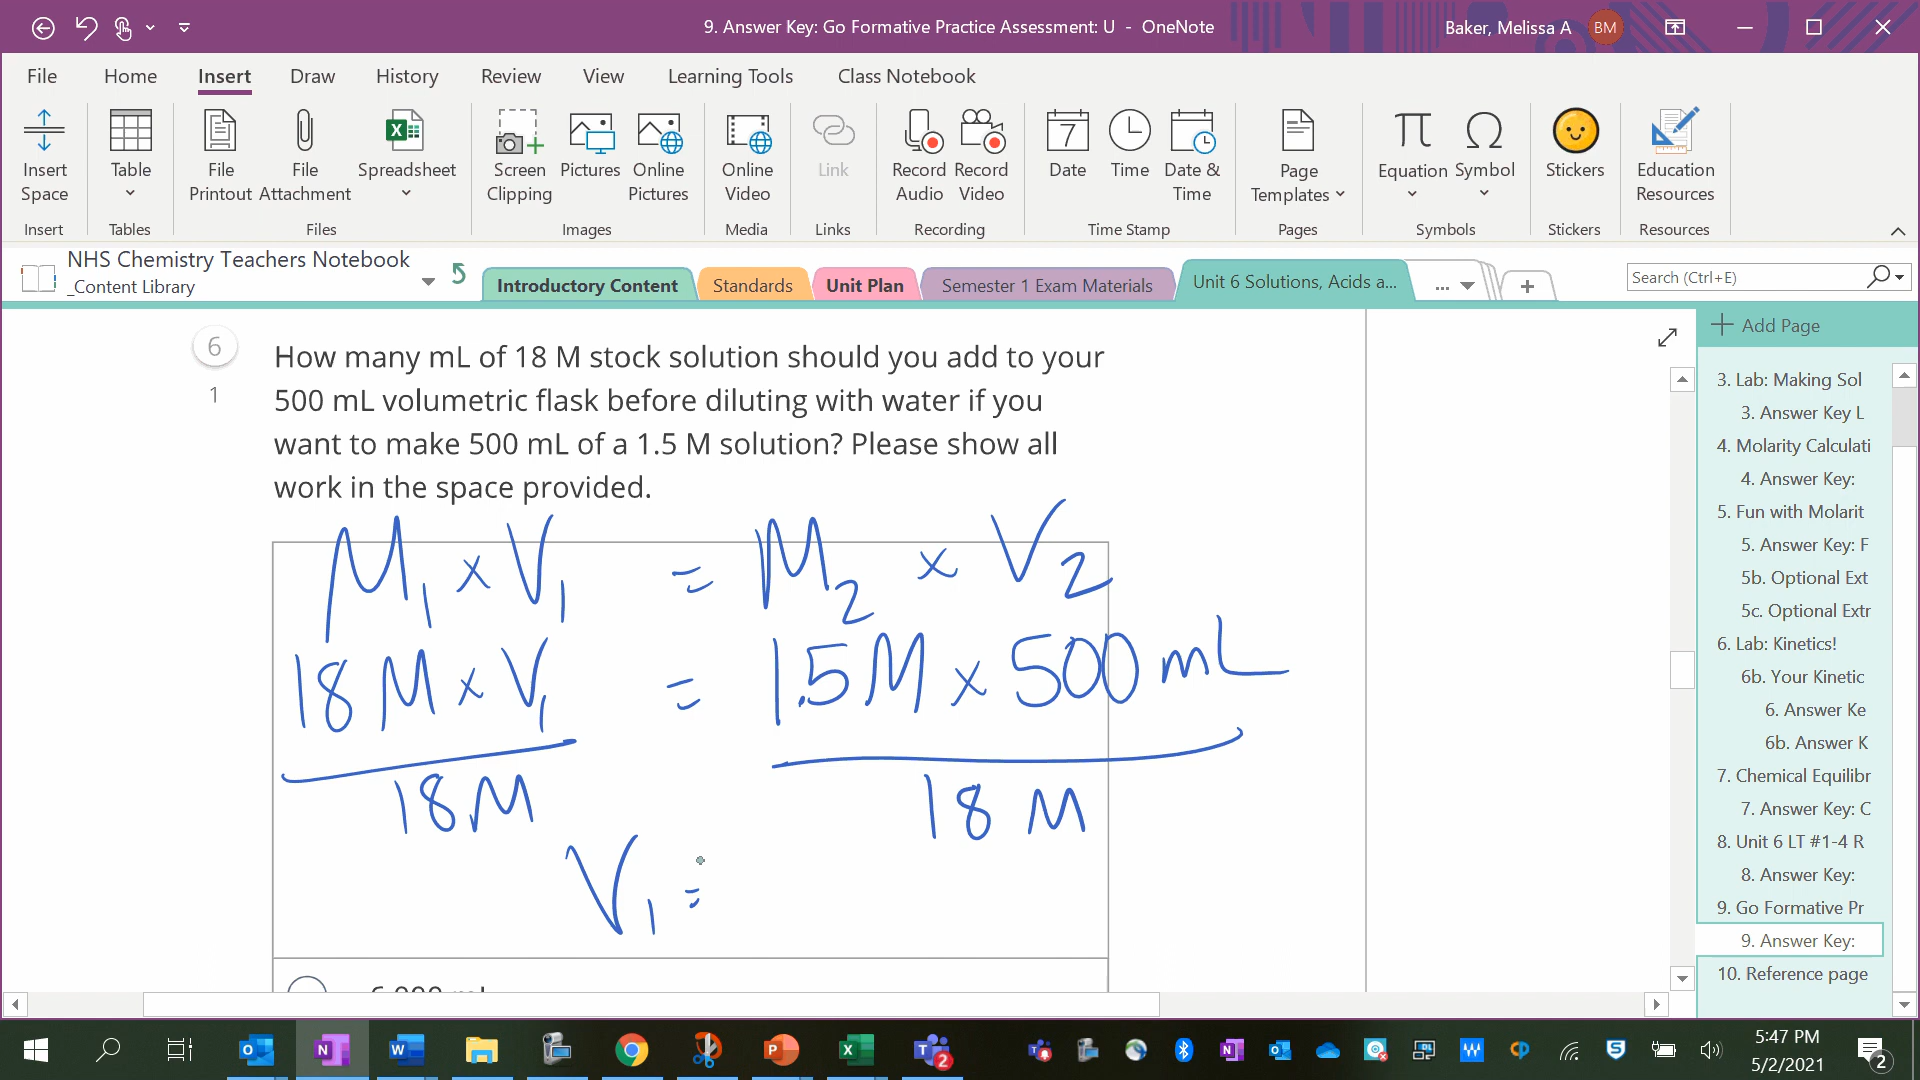 9. Answer Key: Go Formative Practice Assessment: U - OneNote
Baker, Melissa A
BM
File Home Insert Draw History Review View Learning Tools Class Notebook
Insert Space
Table
File Printout
File Attachment
Spreadsheet
Screen Clipping
Pictures
Online Pictures
Online Video
Link
Record Audio
Record Video
7
Date
Time
Date & Time
Page Templates
π
Equation
Ω
Symbol
Stickers
Education Resources
Insert Tables Files Images Media Links Recording Time Stamp Pages Symbols Stickers Resources
NHS Chemistry Teachers Notebook
_Content Library
Introductory Content
Standards
Unit Plan
Semester 1 Exam Materials
Unit 6 Solutions, Acids a...
...
+
Search (Ctrl+E)
6
1
How many mL of 18 M stock solution should you add to your
500 mL volumetric flask before diluting with water if you
want to make 500 mL of a 1.5 M solution? Please show all
work in the space provided.
M₁ x V₁ = M₂ x V₂
18 M x V₁ = 1.5 M x 500 mL
18 M 18 M
V₁ =
Add Page
3. Lab: Making Sol
3. Answer Key L
4. Molarity Calculati
4. Answer Key:
5. Fun with Molarit
5. Answer Key: F
5b. Optional Ext
5c. Optional Extr
6. Lab: Kinetics!
6b. Your Kinetic
6. Answer Ke
6b. Answer K
7. Chemical Equilibr
7. Answer Key: C
8. Unit 6 LT #1-4 R
8. Answer Key:
9. Go Formative Pr
9. Answer Key:
10. Reference page
5:47 PM
5/2/2021
2
2